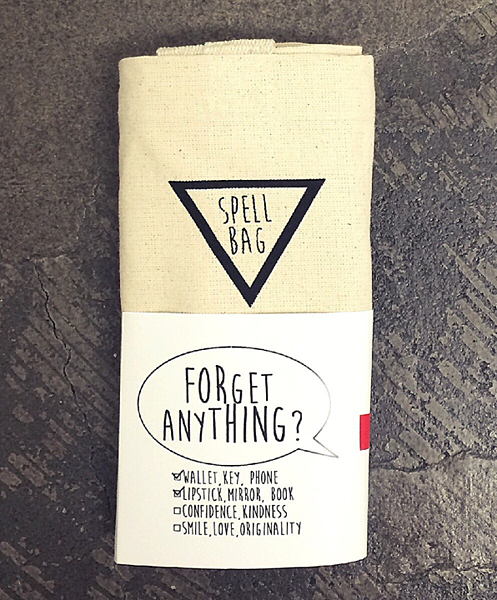 SPELL
BAG
FORGET
ANYTHING?
WALLET, KEY, PHONE
LIPSTICK, MIRROR, BOOK
CONFIDENCE, KINDNESS
SMILE, LOVE, ORIGINALITY